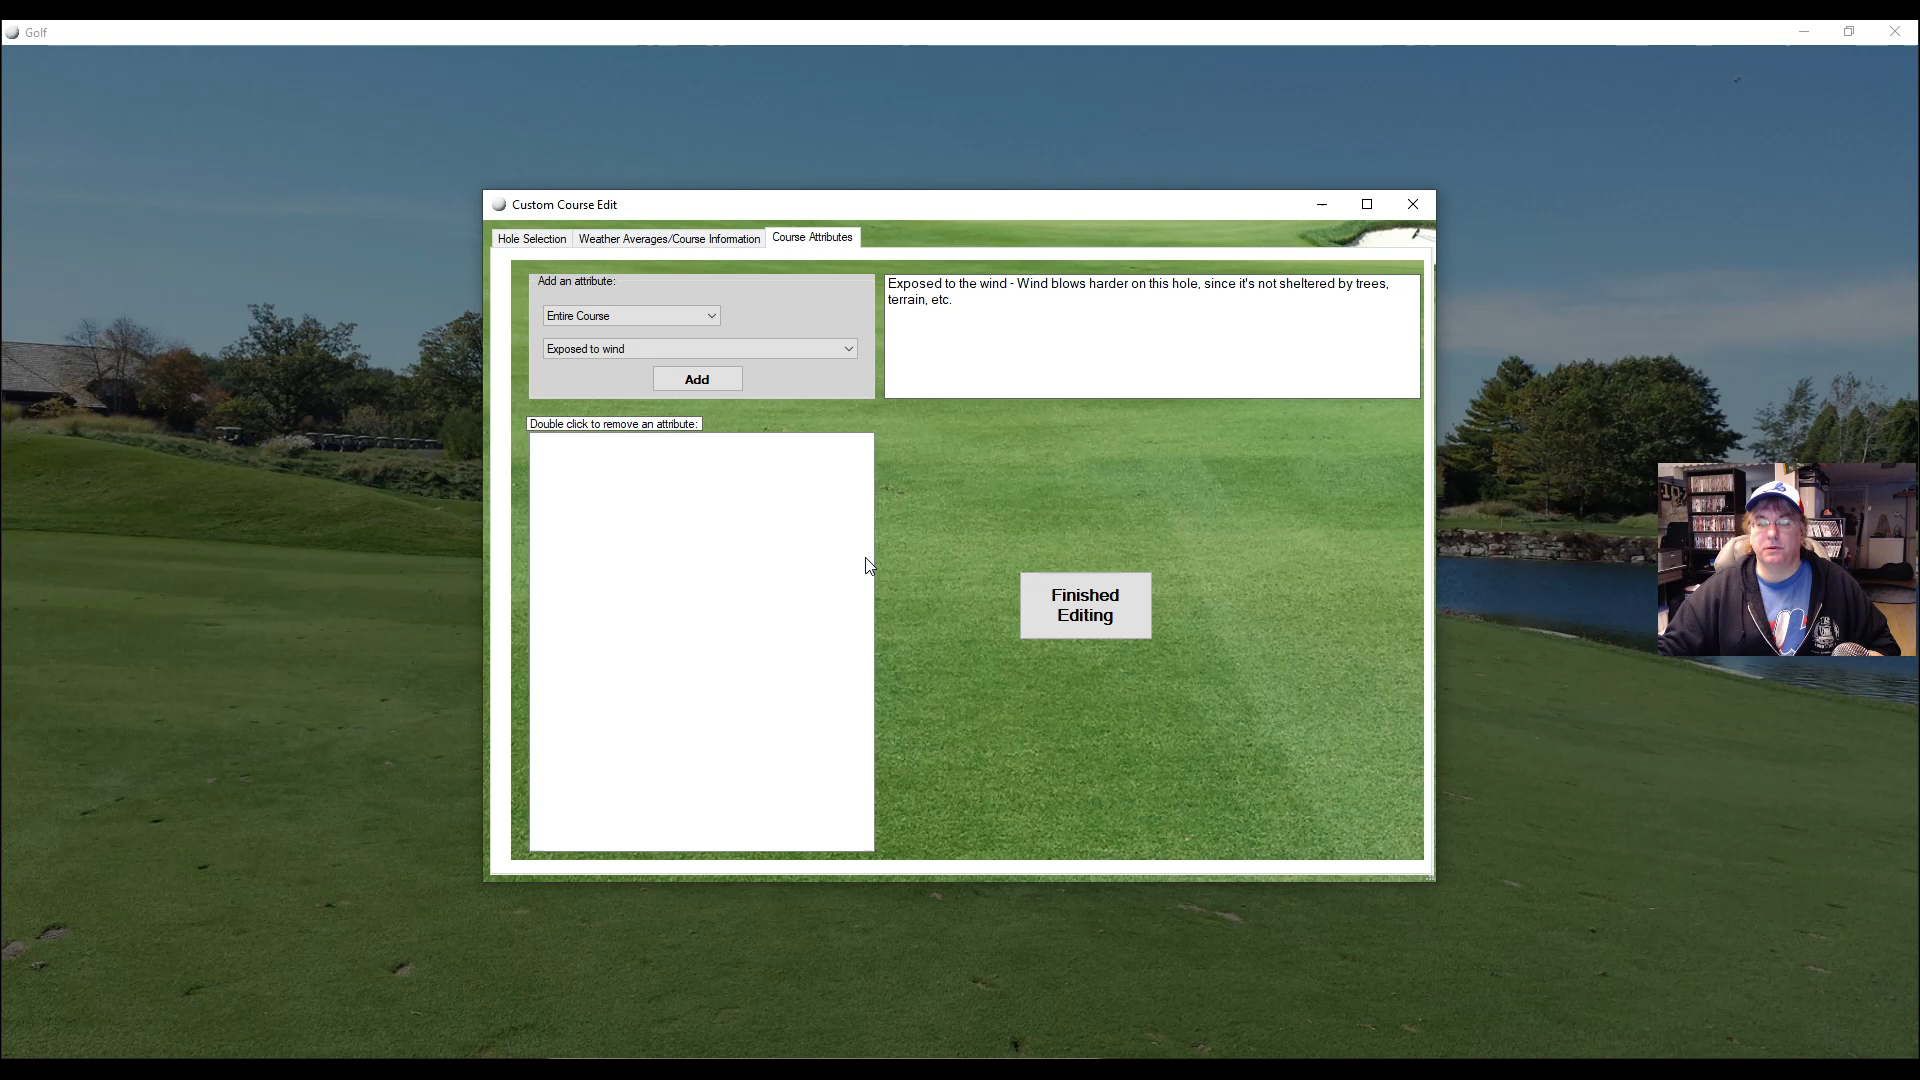 Golf
Custom Course Edit
Hole Selection
Weather Averages/Course Information
Course Attributes
Add an attribute:
Entire Course
Exposed to wind
Add
Exposed to the wind - Wind blows harder on this hole, since it's not sheltered by trees,
terrain, etc.
Double click to remove an attribute:
Finished
Editing